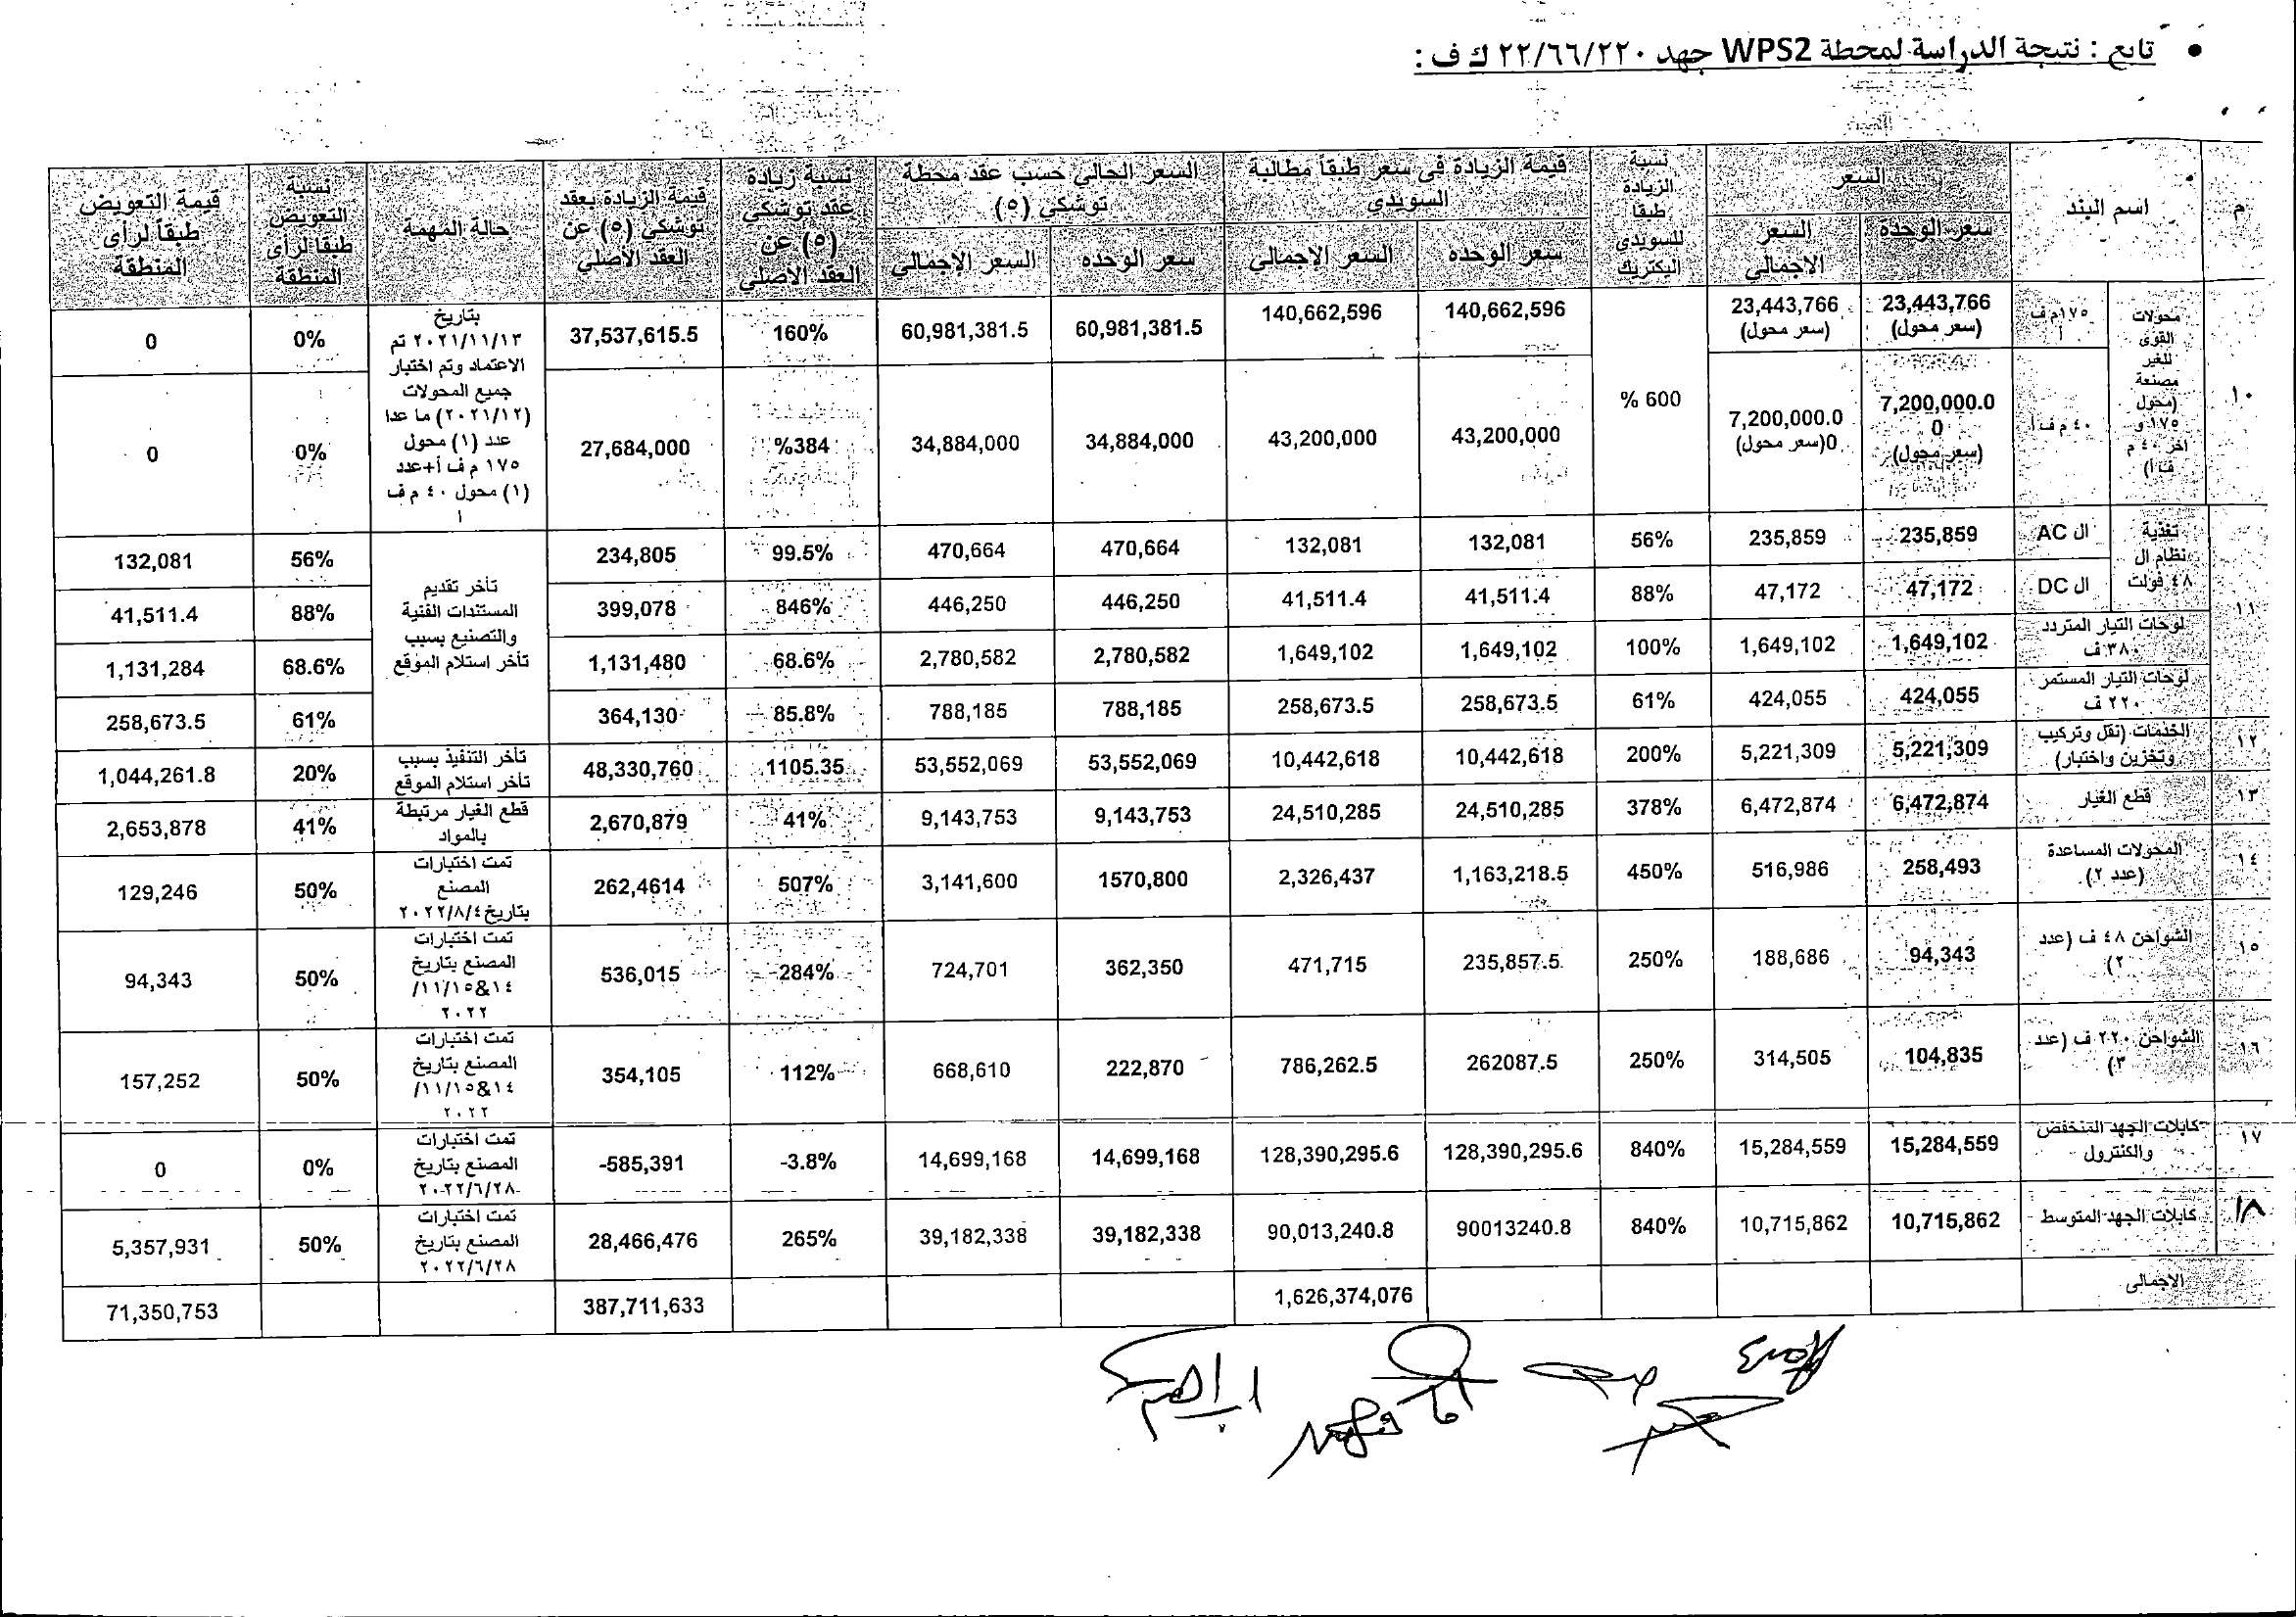 • تابع : نتيجة الدراسة لمحطة WPS2 جهد ٢٢/٦٦/٢٢٠ ك ف :
م | اسم البند | السعر | نسبة الزيادة طبقا للسويدى اليكتريك | قيمة الزيادة فى سعر طبقاً مطالبة السويدي | السعر الحالي حسب عقد محطة توشكي (٥) | نسبة زيادة عقد توشكي (٥) عن العقد الاصلي | قيمة الزيادة بعقد توشكي (٥) عن العقد الاصلي | حالة المهمة | نسبة التعويض طبقا لرأى المنطقة | قيمة التعويض طبقاً لرأى المنطقة
سعر الوحدة | السعر الاجمالي | سعر الوحده | السعر الاجمالى | سعر الوحده | السعر الاجمالى
١٠ | محولات القوى للغير مصنعة (محول ١٧٥ و اخر ٤٠ م ف أ) | ١٧٥م ف أ | 23,443,766 (سعر محول) | 23,443,766 (سعر محول) | % 600 | 140,662,596 | 140,662,596 | 60,981,381.5 | 60,981,381.5 | 160% | 37,537,615.5 | بتاريخ ٢٠٢١/١١/١٣ تم الاعتماد وتم اختبار جميع المحولات (٢٠٢١/١٢) ما عدا عدد (١) محول ١٧٥ م ف أ+عدد (١) محول ٤٠ م ف ا | 0% | 0
٤٠ م ف أ | 7,200,000.0 0 (سعر محول) | 7,200,000.0 0(سعر محول) | 43,200,000 | 43,200,000 | 34,884,000 | 34,884,000 | %384 | 27,684,000 | 0% | 0
١١ | تغذية نظام ال ٤٨ فولت | ال AC | 235,859 | 235,859 | 56% | 132,081 | 132,081 | 470,664 | 470,664 | 99.5% | 234,805 | تأخر تقديم المستندات الفنية والتصنيع بسبب تأخر استلام الموقع | 56% | 132,081
ال DC | 47,172 | 47,172 | 88% | 41,511.4 | 41,511.4 | 446,250 | 446,250 | 846% | 399,078 | 88% | 41,511.4
لوحات التيار المتردد ٣٨٠ف | 1,649,102 | 1,649,102 | 100% | 1,649,102 | 1,649,102 | 2,780,582 | 2,780,582 | 68.6% | 1,131,480 | 68.6% | 1,131,284
لوحات التيار المستمر ٢٢٠ ف | 424,055 | 424,055 | 61% | 258,673.5 | 258,673.5 | 788,185 | 788,185 | 85.8% | 364,130 | 61% | 258,673.5
١٢ | الخدمات (نقل وتركيب وتخزين واختبار) | 5,221,309 | 5,221,309 | 200% | 10,442,618 | 10,442,618 | 53,552,069 | 53,552,069 | 1105.35 | 48,330,760 | تأخر التنفيذ بسبب تأخر استلام الموقع | 20% | 1,044,261.8
١٣ | قطع الغيار | 6,472,874 | 6,472,874 | 378% | 24,510,285 | 24,510,285 | 9,143,753 | 9,143,753 | 41% | 2,670,879 | قطع الغيار مرتبطة بالمواد | 41% | 2,653,878
١٤ | المحولات المساعدة (عدد ٢) | 258,493 | 516,986 | 450% | 1,163,218.5 | 2,326,437 | 1570,800 | 3,141,600 | 507% | 262,4614 | تمت اختبارات المصنع بتاريخ٢٠٢٢/٨/٤ | 50% | 129,246
١٥ | الشواحن ٤٨ ف (عدد ٢) | 94,343 | 188,686 | 250% | 235,857.5 | 471,715 | 362,350 | 724,701 | 284% | 536,015 | تمت اختبارات المصنع بتاريخ ١٤&١١/١٥/ ٢٠٢٢ | 50% | 94,343
١٦ | الشواحن ٢٢٠ ف (عدد ٣) | 104,835 | 314,505 | 250% | 262087.5 | 786,262.5 | 222,870 | 668,610 | 112% | 354,105 | تمت اختبارات المصنع بتاريخ ١٤&١١/١٥/ ٢٠٢٢ | 50% | 157,252
١٧ | كابلات الجهد المنخفض والكنترول | 15,284,559 | 15,284,559 | 840% | 128,390,295.6 | 128,390,295.6 | 14,699,168 | 14,699,168 | -3.8% | -585,391 | تمت اختبارات المصنع بتاريخ ٢٠٢٢/٦/٢٨ | 0% | 0
١٨ | كابلات الجهد المتوسط | 10,715,862 | 10,715,862 | 840% | 90013240.8 | 90,013,240.8 | 39,182,338 | 39,182,338 | 265% | 28,466,476 | تمت اختبارات المصنع بتاريخ ٢٠٢٢/٦/٢٨ | 50% | 5,357,931
الاجمالى | 1,626,374,076 | 387,711,633 | 71,350,753
ابراهيم